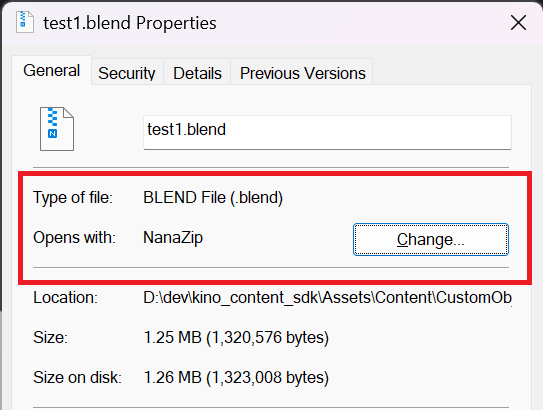 test1.blend Properties
General Security Details Previous Versions
N
test1.blend
Type of file: BLEND File (.blend)
Opens with: NanaZip Change...
Location: D:\dev\kino_content_sdk\Assets\Content\CustomOb
Size: 1.25 MB (1,320,576 bytes)
Size on disk: 1.26 MB (1,323,008 bytes)